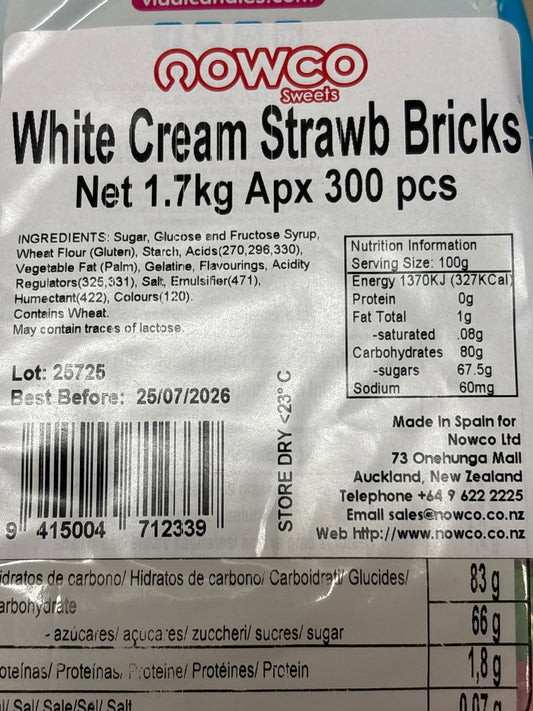 vidalcandies.com
nowco
Sweets
White Cream Strawb Bricks
Net 1.7kg Apx 300 pcs
INGREDIENTS: Sugar, Glucose and Fructose Syrup,
Wheat Flour (Gluten), Starch, Acids(270,296,330),
Vegetable Fat (Palm), Gelatine, Flavourings, Acidity
Regulators(325,331), Salt, Emulsifier(471),
Humectant(422), Colours(120).
Contains Wheat.
May contain traces of lactose.
Lot: 25725
Best Before: 25/07/2026
9 415004 712339
STORE DRY <23° C
Nutrition Information
Serving Size: 100g
Energy 1370KJ (327KCal)
Protein 0g
Fat Total 1g
-saturated .08g
Carbohydrates 80g
-sugars 67.5g
Sodium 60mg
Made in Spain for
Nowco Ltd
73 Onehunga Mall
Auckland, New Zealand
Telephone +64 9 622 2225
Email sales@nowco.co.nz
Web http://www.nowco.co.nz
idratos de carbono/ Hidratos de carbono/ Carboidrati/ Glucides/ 83 g
arbohydrate
- azúcares/ açúcares/ zuccheri/ sucres/ sugar 66 g
oteínas/ Proteínas/ Proteine/ Protéines/ Protein 1,8 g
l/ Sal/ Sale/Sel/ Salt 0,07 g